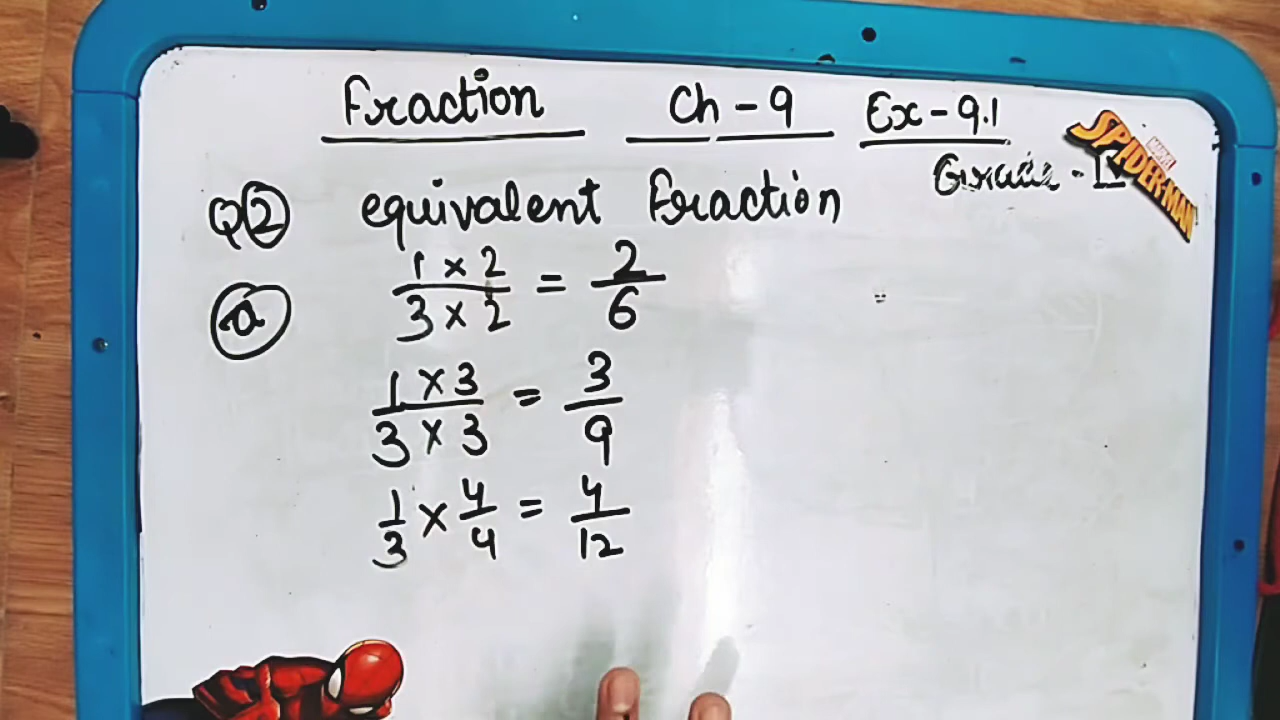 Fraction Ch - 9 Ex - 9.1
Grade -
MARVEL
SPIDER-MAN
Q2 equivalent Fraction
a 1 × 2 / 3 × 2 = 2 / 6
1 × 3 / 3 × 3 = 3 / 9
1 / 3 × 4 / 4 = 4 / 12